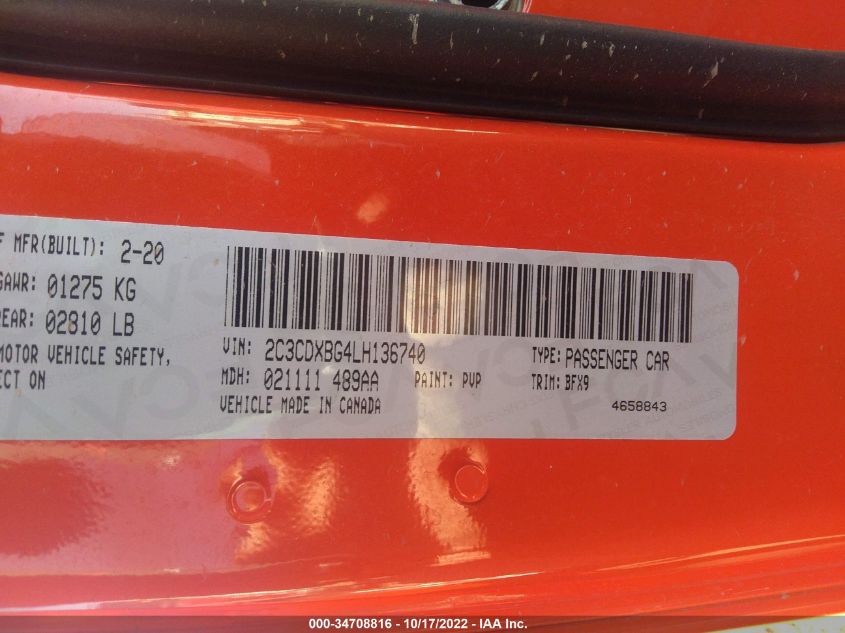 F MFR(BUILT): 2-20
GAWR: 01275 KG
REAR: 02810 LB
MOTOR VEHICLE SAFETY,
ECT ON
VIN: 2C3CDXBG4LH136740 TYPE: PASSENGER CAR
MDH: 021111 489AA PAINT: PVP TRIM: BFX9
VEHICLE MADE IN CANADA 4658843
000-34708816 - 10/17/2022 - IAA Inc.